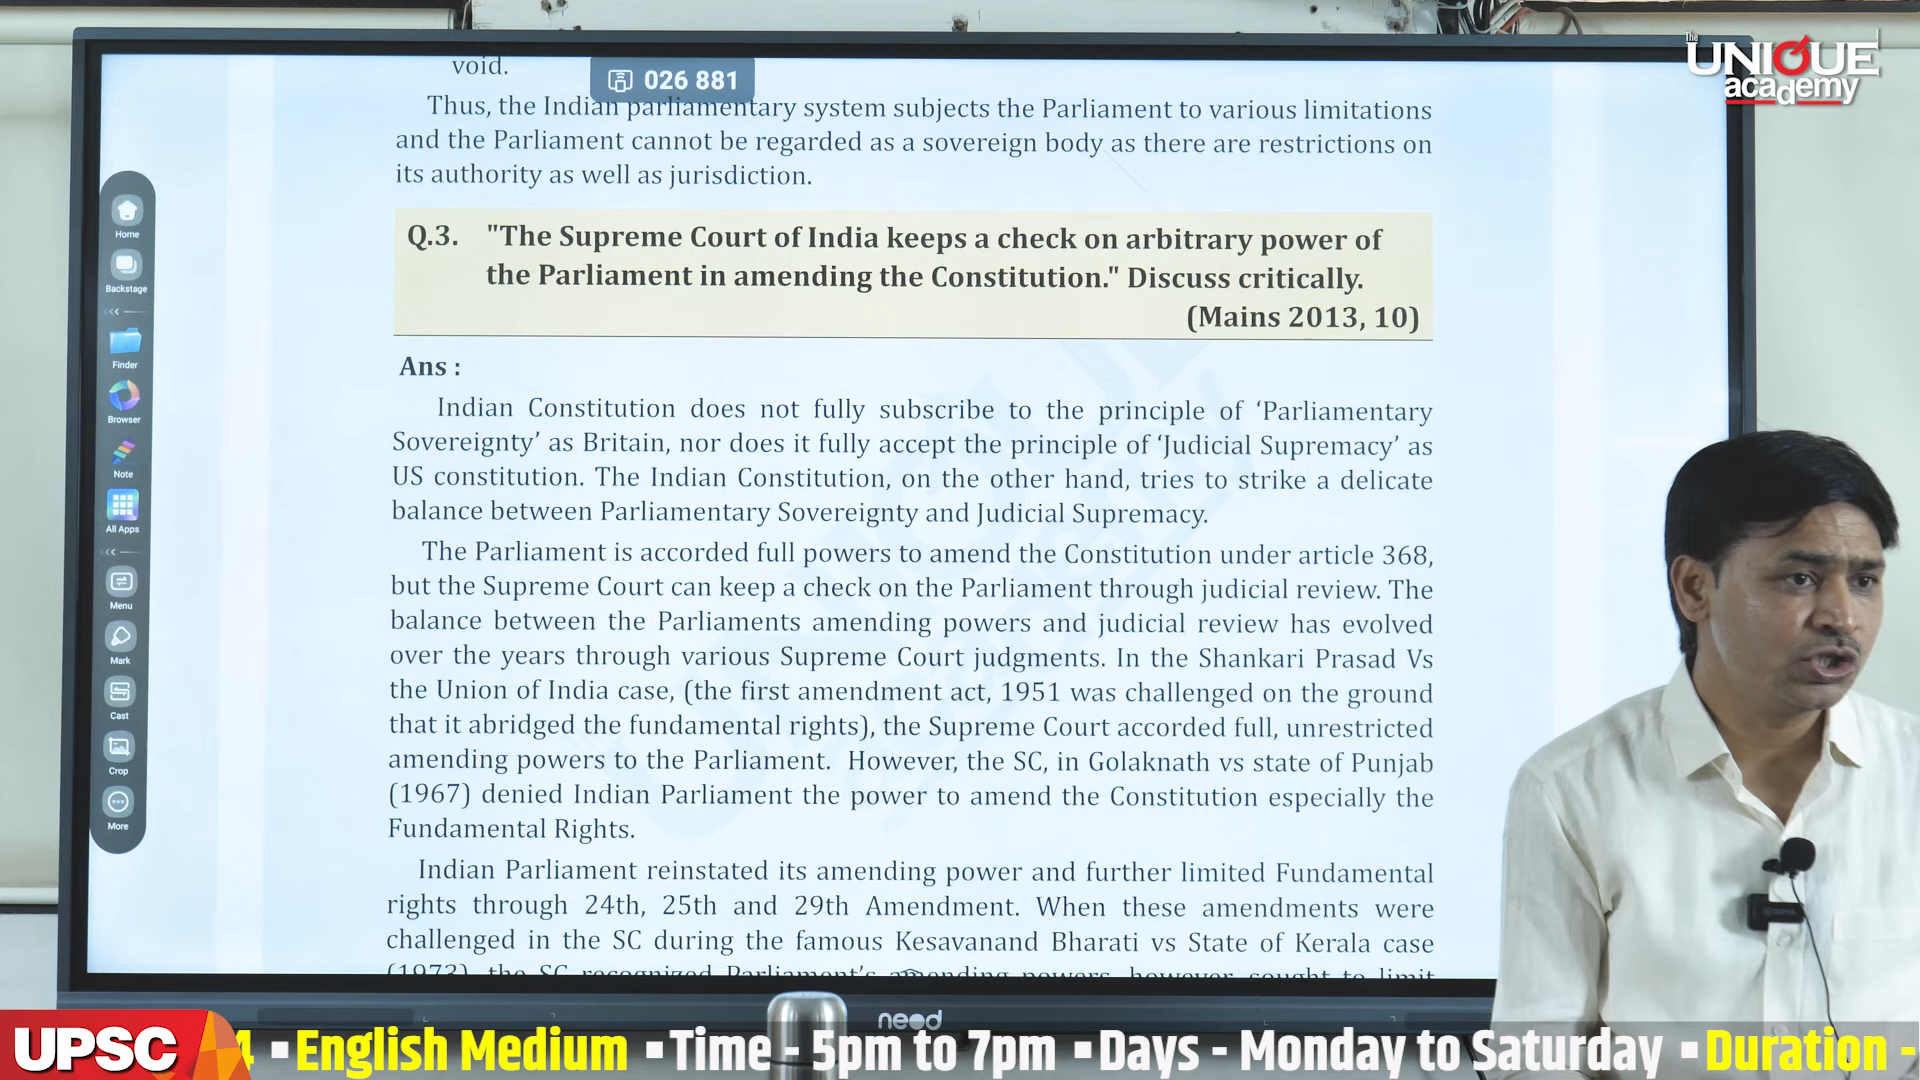 The
UNIQUE
academy
026 881
void.
Thus, the Indian parliamentary system subjects the Parliament to various limitations
and the Parliament cannot be regarded as a sovereign body as there are restrictions on
its authority as well as jurisdiction.
Q.3. "The Supreme Court of India keeps a check on arbitrary power of
the Parliament in amending the Constitution." Discuss critically.
(Mains 2013, 10)
Ans :
Indian Constitution does not fully subscribe to the principle of ‘Parliamentary
Sovereignty’ as Britain, nor does it fully accept the principle of ‘Judicial Supremacy’ as
US constitution. The Indian Constitution, on the other hand, tries to strike a delicate
balance between Parliamentary Sovereignty and Judicial Supremacy.
The Parliament is accorded full powers to amend the Constitution under article 368,
but the Supreme Court can keep a check on the Parliament through judicial review. The
balance between the Parliaments amending powers and judicial review has evolved
over the years through various Supreme Court judgments. In the Shankari Prasad Vs
the Union of India case, (the first amendment act, 1951 was challenged on the ground
that it abridged the fundamental rights), the Supreme Court accorded full, unrestricted
amending powers to the Parliament. However, the SC, in Golaknath vs state of Punjab
(1967) denied Indian Parliament the power to amend the Constitution especially the
Fundamental Rights.
Indian Parliament reinstated its amending power and further limited Fundamental
rights through 24th, 25th and 29th Amendment. When these amendments were
challenged in the SC during the famous Kesavanand Bharati vs State of Kerala case
(1973), the SC recognized Parliament's amending powers, however sought to limit
Home
Backstage
Finder
Browser
Note
All Apps
Menu
Mark
Cast
Crop
More
neod
UPSC
4 ▪English Medium ▪Time - 5pm to 7pm ▪Days - Monday to Saturday ▪Duration -